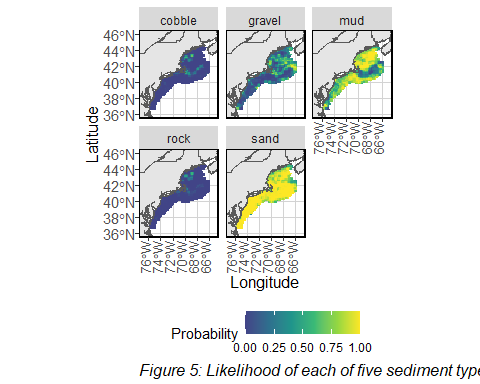 cobble gravel mud
46°N
44°N
42°N
40°N
38°N
36°N
76°W 74°W 72°W 70°W 68°W 66°W
rock sand
46°N
44°N
42°N
40°N
38°N
36°N
76°W 74°W 72°W 70°W 68°W 66°W 76°W 74°W 72°W 70°W 68°W 66°W
Latitude
Longitude
Probability
0.00 0.25 0.50 0.75 1.00
Figure 5: Likelihood of each of five sediment type